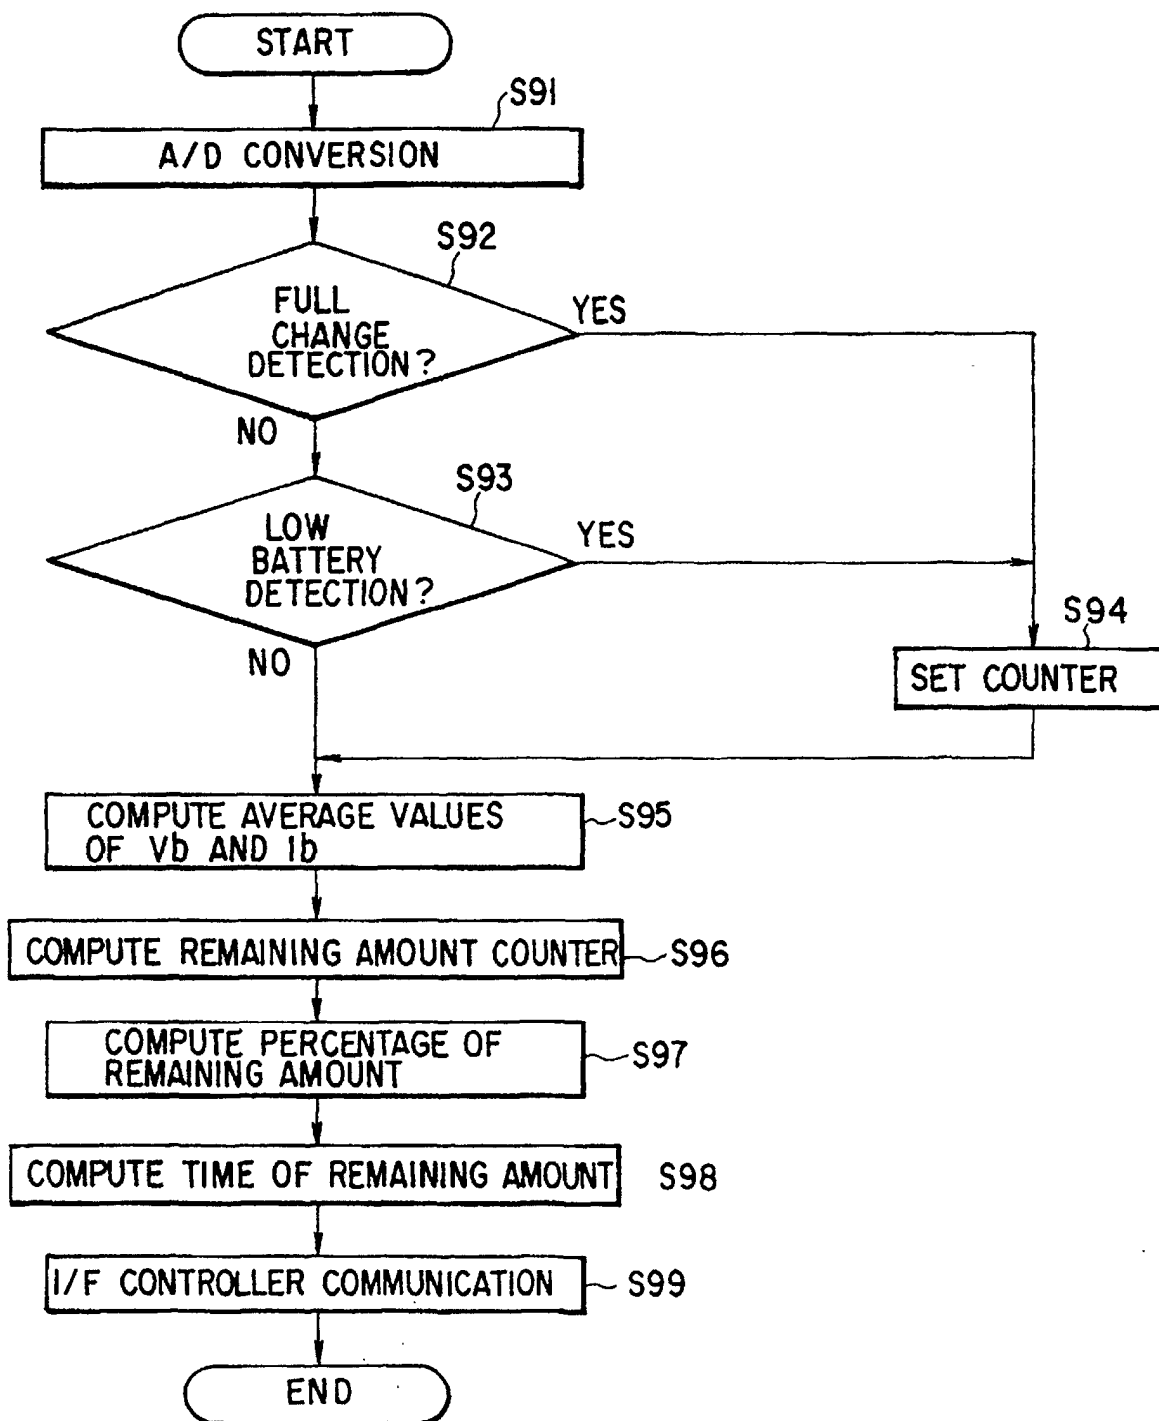 START
S91
A/D CONVERSION
S92
FULL
CHANGE
DETECTION?
YES
NO
S93
LOW
BATTERY
DETECTION?
YES
NO
S94
SET COUNTER
COMPUTE AVERAGE VALUES
OF Vb AND Ib
S95
COMPUTE REMAINING AMOUNT COUNTER
S96
COMPUTE PERCENTAGE OF
REMAINING AMOUNT
S97
COMPUTE TIME OF REMAINING AMOUNT
S98
I/F CONTROLLER COMMUNICATION
S99
END